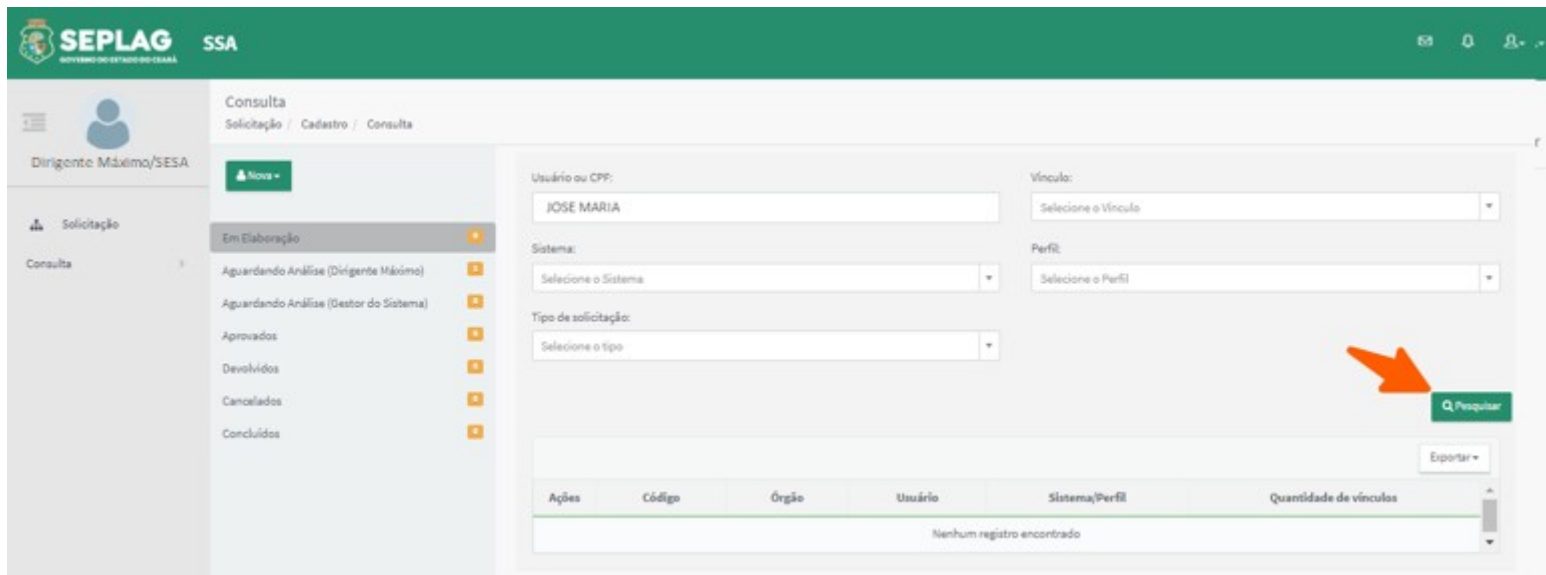 SEPLAG
GOVERNO DO ESTADO DO CEARÁ
SSA
Dirigente Máximo/SESA
Solicitação
Consulta
Consulta
Solicitação / Cadastro / Consulta
Nova
Em Elaboração
Aguardando Análise (Dirigente Máximo)
Aguardando Análise (Gestor do Sistema)
Aprovados
Devolvidos
Cancelados
Concluídos
Usuário ou CPF:
JOSE MARIA
Vínculo:
Selecione o Vínculo
Sistema:
Selecione o Sistema
Perfil:
Selecione o Perfil
Tipo de solicitação:
Selecione o tipo
Pesquisar
Exportar
Ações Código Órgão Usuário Sistema/Perfil Quantidade de vínculos
Nenhum registro encontrado